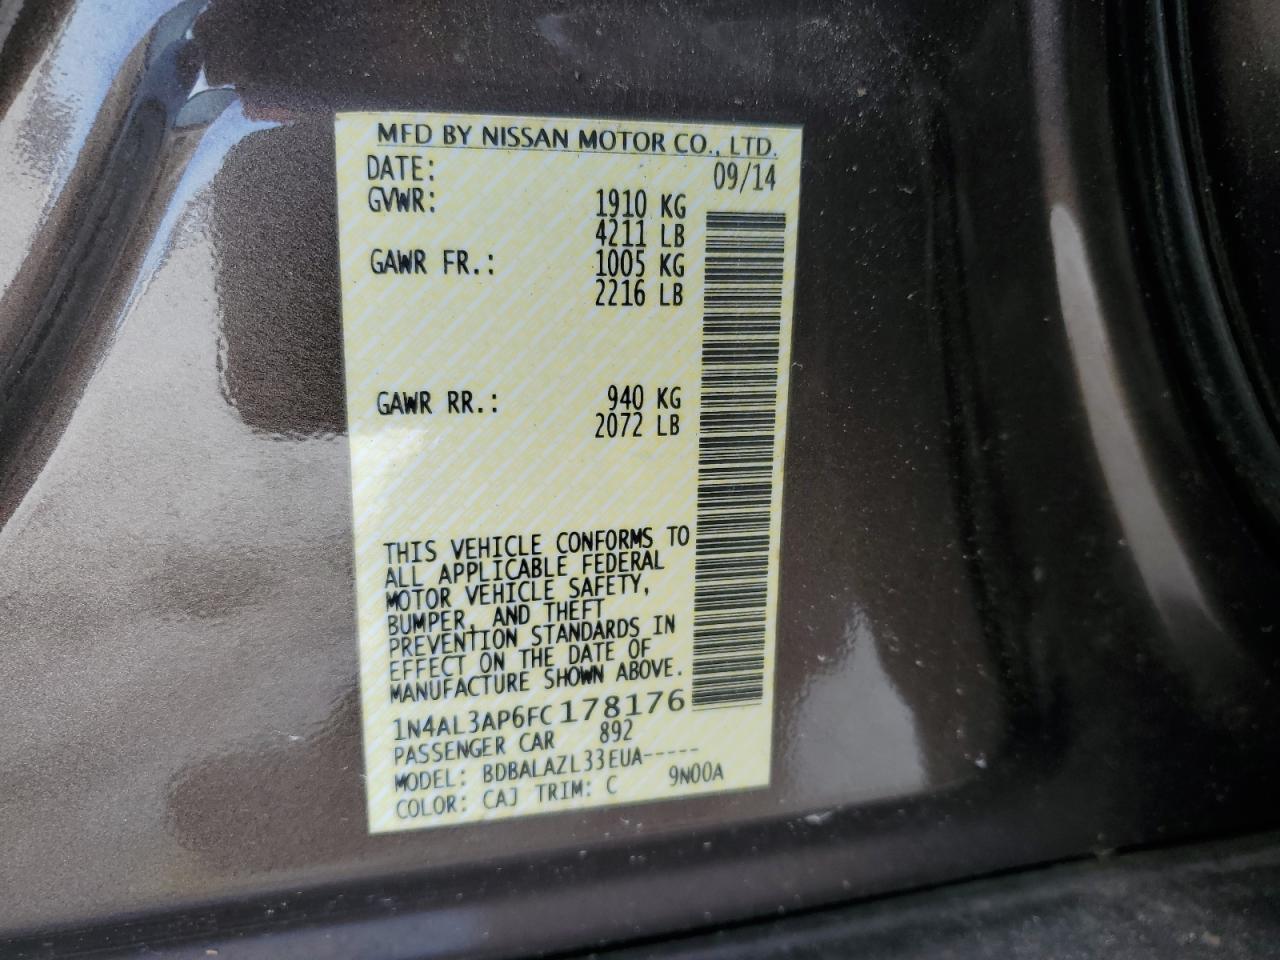 MFD BY NISSAN MOTOR CO., LTD.
DATE: 09/14
GVWR: 1910 KG
4211 LB
GAWR FR.: 1005 KG
2216 LB
GAWR RR.: 940 KG
2072 LB
THIS VEHICLE CONFORMS TO
ALL APPLICABLE FEDERAL
MOTOR VEHICLE SAFETY,
BUMPER, AND THEFT
PREVENTION STANDARDS IN
EFFECT ON THE DATE OF
MANUFACTURE SHOWN ABOVE.
1N4AL3AP6FC178176
PASSENGER CAR 892
MODEL: BDBALAZL33EUA-----
COLOR: CAJ TRIM: C 9N00A